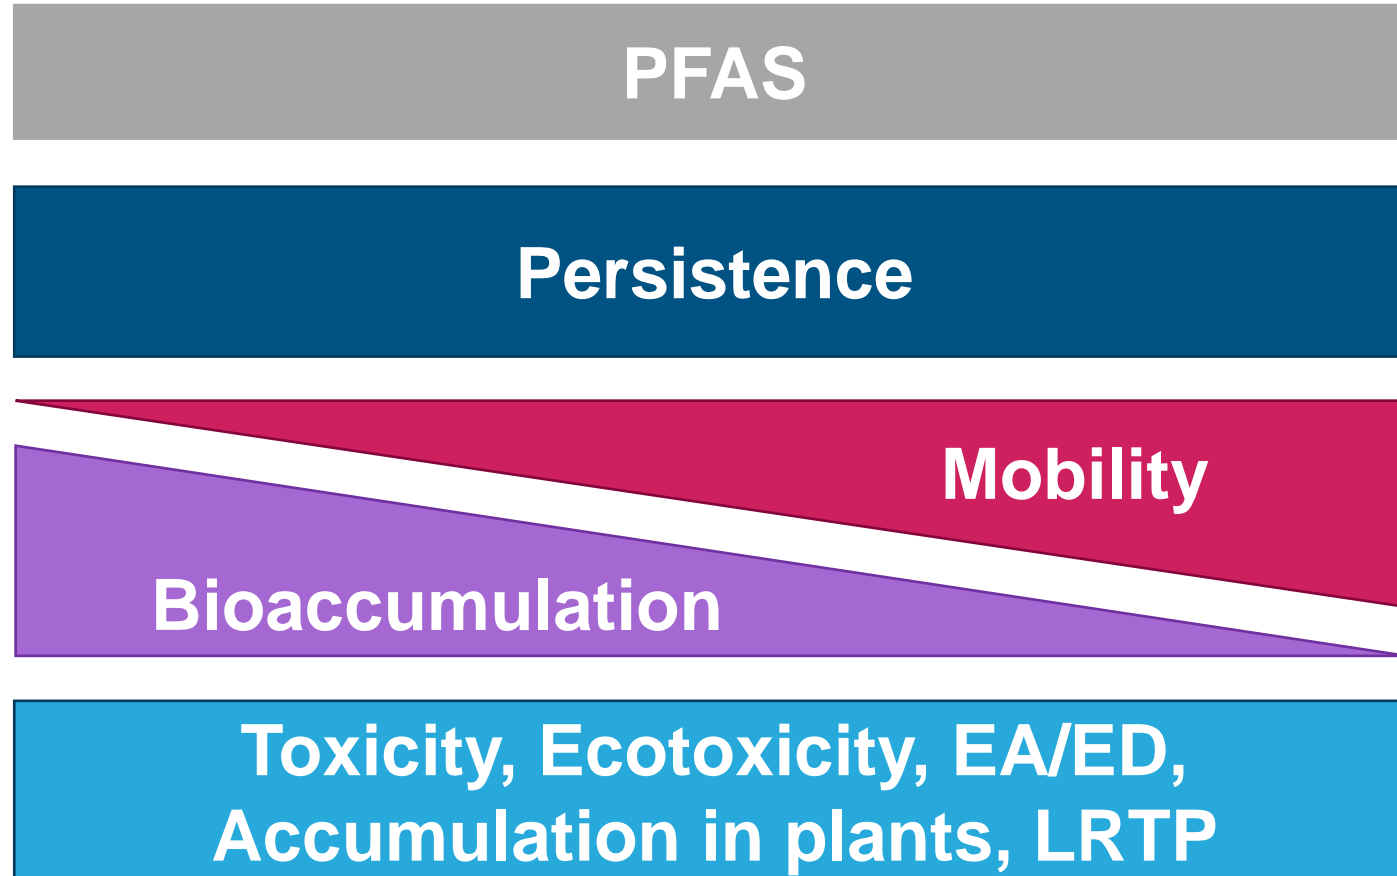 PFAS
Persistence
Mobility
Bioaccumulation
Toxicity, Ecotoxicity, EA/ED,
Accumulation in plants, LRTP